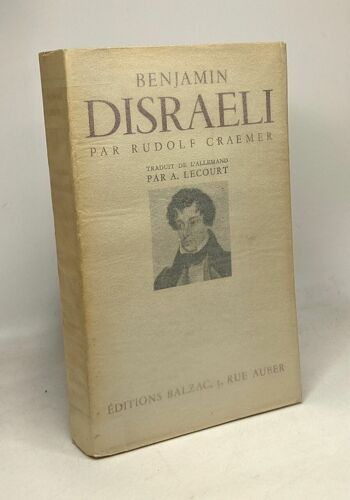 BENJAMIN
DISRAELI
PAR RUDOLF CRAEMER
TRADUIT DE L'ALLEMAND
PAR A. LECOURT
ÉDITIONS BALZAC, 3, RUE AUBER